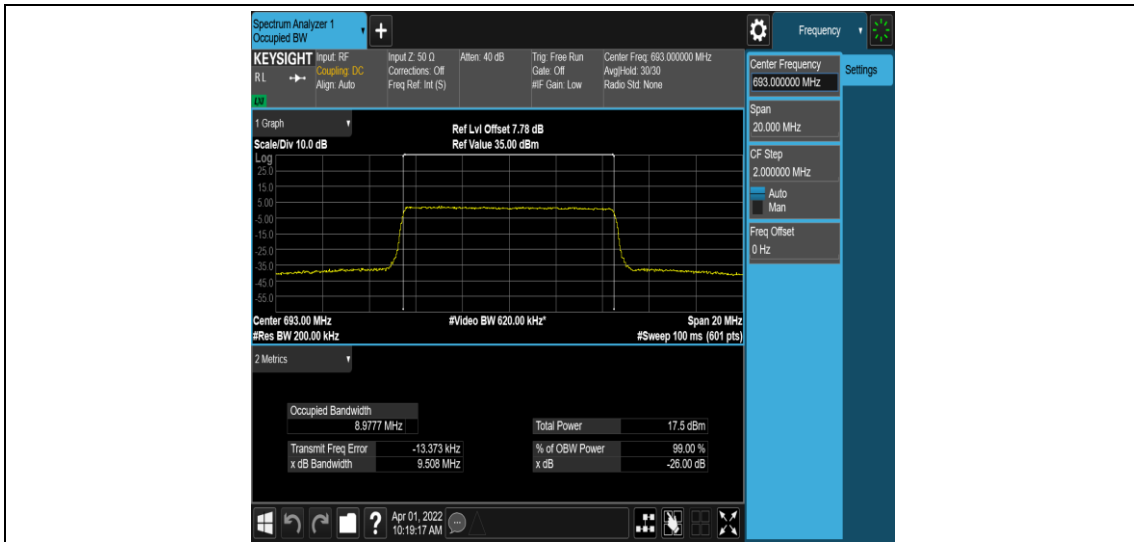 Spectrum Analyzer 1
Occupied BW
+
Frequency
KEYSIGHT
RL
LXI
Input: RF
Coupling: DC
Align: Auto
Input Z: 50 Ω
Corrections: Off
Freq Ref: Int (S)
Atten: 40 dB
Trig: Free Run
Gate: Off
#IF Gain: Low
Center Freq: 693.000000 MHz
Avg|Hold: 30/30
Radio Std: None
Center Frequency
693.000000 MHz
Settings
Span
20.000 MHz
CF Step
2.000000 MHz
Auto
Man
Freq Offset
0 Hz
1 Graph
Scale/Div 10.0 dB
Ref Lvl Offset 7.78 dB
Ref Value 35.00 dBm
Log
25.0
15.0
5.00
-5.00
-15.0
-25.0
-35.0
-45.0
-55.0
Center 693.00 MHz
#Res BW 200.00 kHz
#Video BW 620.00 kHz*
Span 20 MHz
#Sweep 100 ms (601 pts)
2 Metrics
Occupied Bandwidth
8.9777 MHz
Transmit Freq Error -13.373 kHz
x dB Bandwidth 9.508 MHz
Total Power 17.5 dBm
% of OBW Power 99.00 %
x dB -26.00 dB
?
Apr 01, 2022
10:19:17 AM